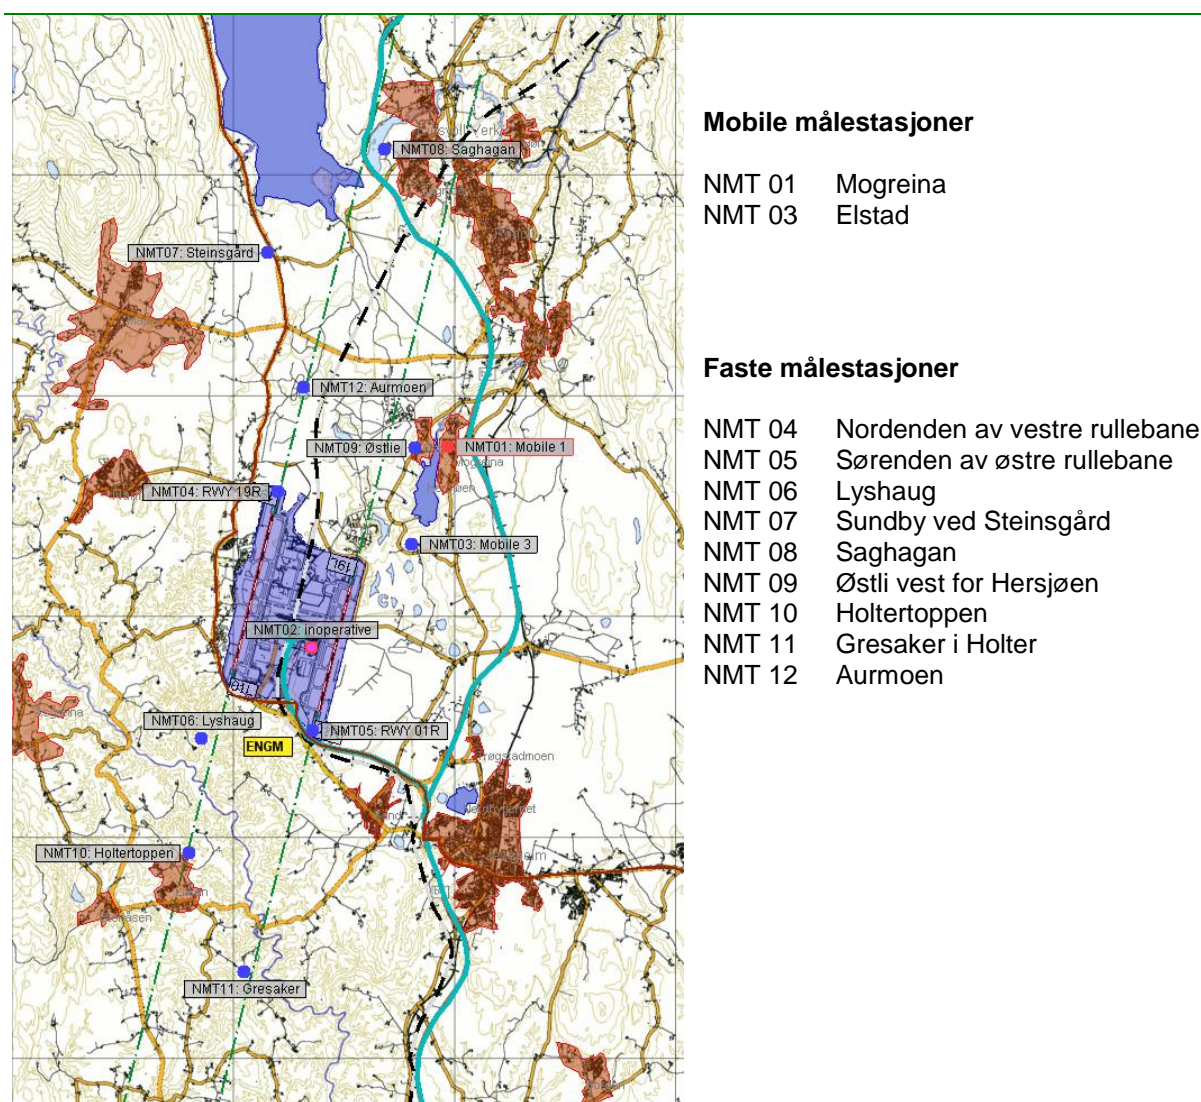 NMT08: Saghagan
NMT07: Steinsgård
NMT12: Aurmoen
NMT09: Østlie
NMT01: Mobile 1
Mogreina
NMT04: RWY 19R
NMT03: Mobile 3
19L
NMT02: inoperative
NMT06: Lyshaug
NMT05: RWY 01R
ENGM
NMT10: Holtertoppen
NMT11: Gresaker
Mobile målestasjoner
NMT 01 Mogreina
NMT 03 Elstad
Faste målestasjoner
NMT 04 Nordenden av vestre rullebane
NMT 05 Sørenden av østre rullebane
NMT 06 Lyshaug
NMT 07 Sundby ved Steinsgård
NMT 08 Saghagan
NMT 09 Østli vest for Hersjøen
NMT 10 Holtertoppen
NMT 11 Gresaker i Holter
NMT 12 Aurmoen